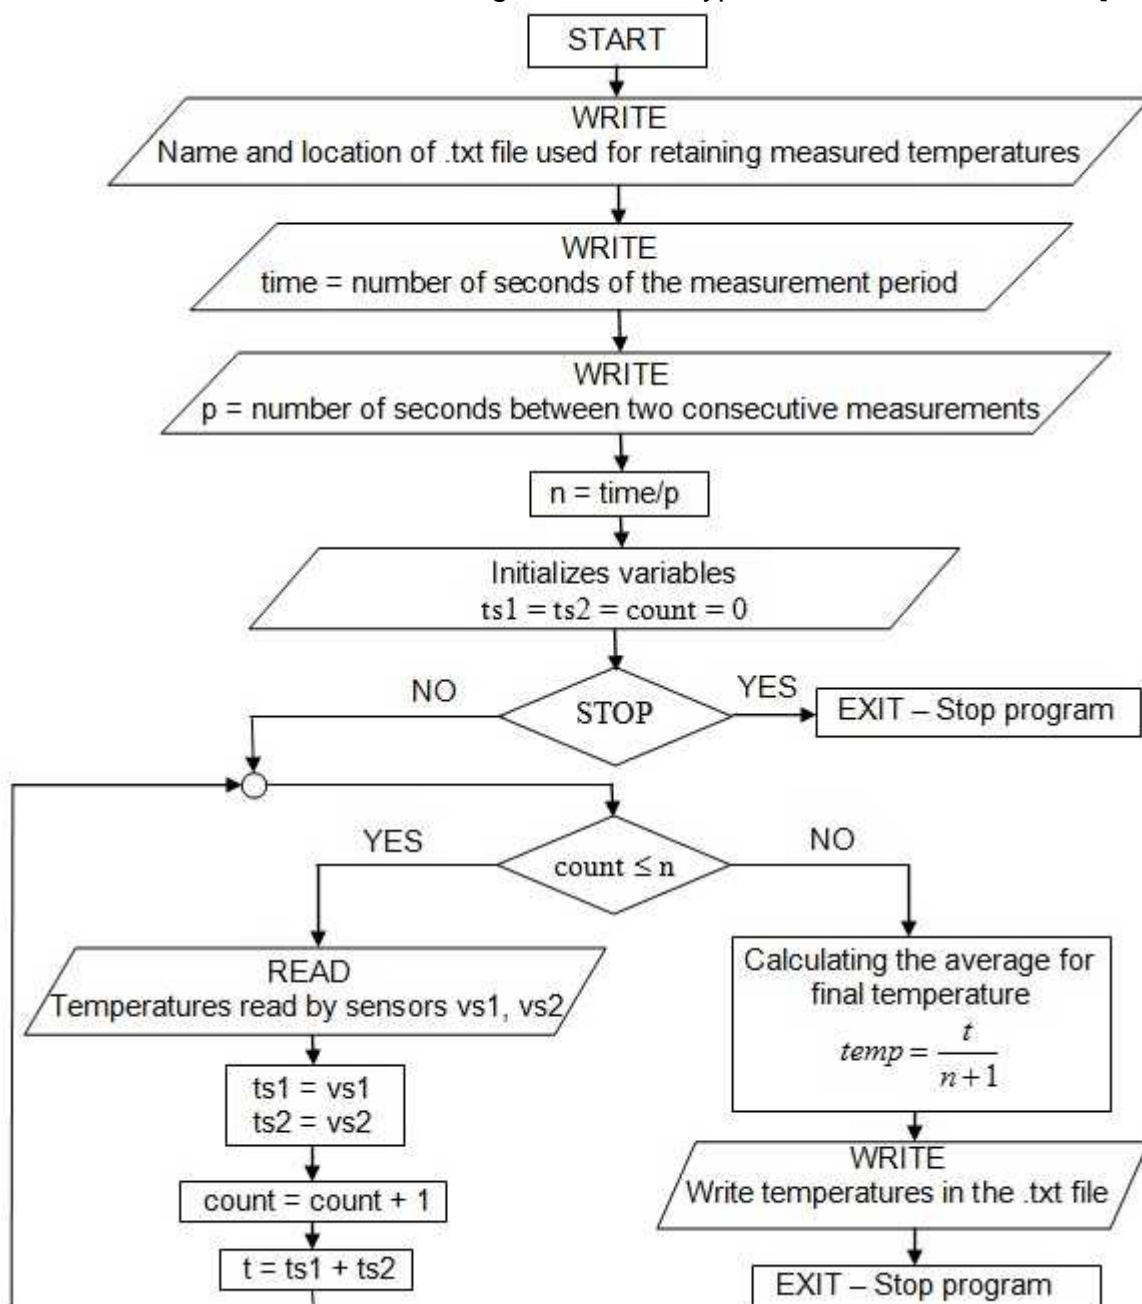 START
WRITE
Name and location of .txt file used for retaining measured temperatures
WRITE
time = number of seconds of the measurement period
WRITE
p = number of seconds between two consecutive measurements
n = time/p
Initializes variables
ts1 = ts2 = count = 0
NO
STOP
YES
EXIT – Stop program
YES
count ≤ n
NO
READ
Temperatures read by sensors vs1, vs2
ts1 = vs1
ts2 = vs2
count = count + 1
t = ts1 + ts2
Calculating the average for
final temperature
temp = t / n+1
WRITE
Write temperatures in the .txt file
EXIT – Stop program